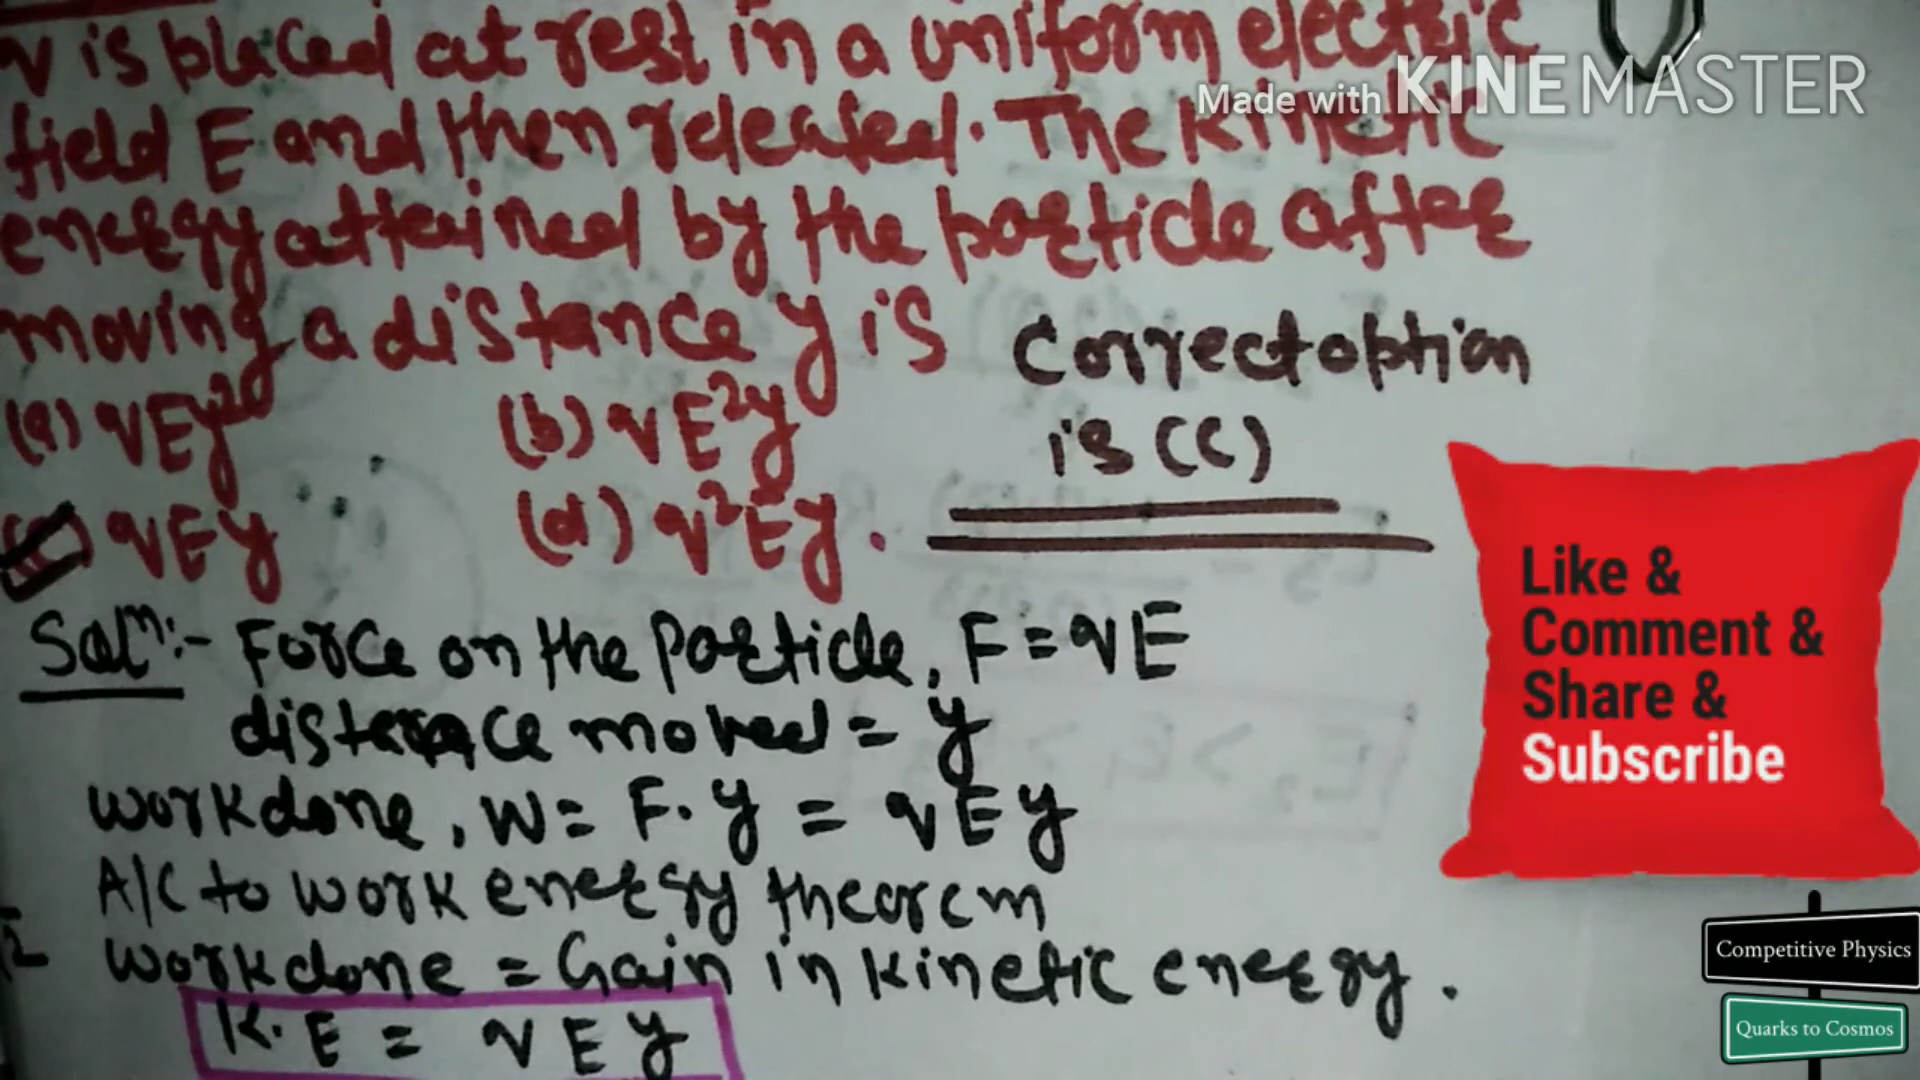 q is placed at rest in a uniform electric
field E and then released. The kinetic
energy attained by the particle after
moving a distance y is
(a) qEy²
(b) qE²y
(c) qEy
(d) q²Ey.
Correct option
is (c)
Made with KINEMASTER
Solⁿ:- Force on the particle, F = qE
distance moved = y
workdone, W = F. y = qEy
A/C to work energy theorem
workdone = Gain in kinetic energy.
K.E = qEy
Like &
Comment &
Share &
Subscribe
Competitive Physics
Quarks to Cosmos